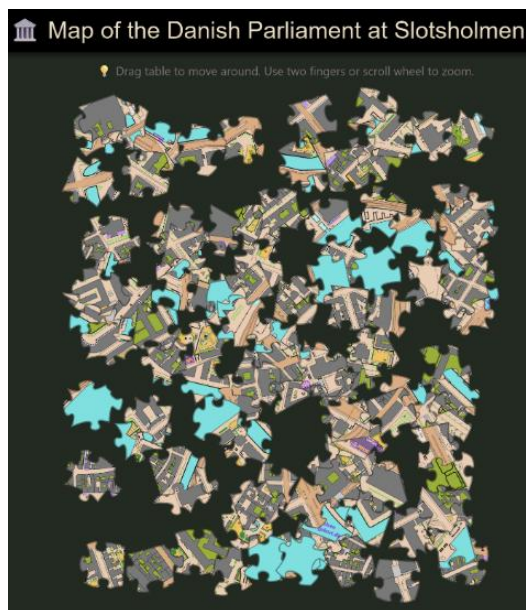 Map of the Danish Parliament at Slotsholmen
Drag table to move around. Use two fingers or scroll wheel to zoom.